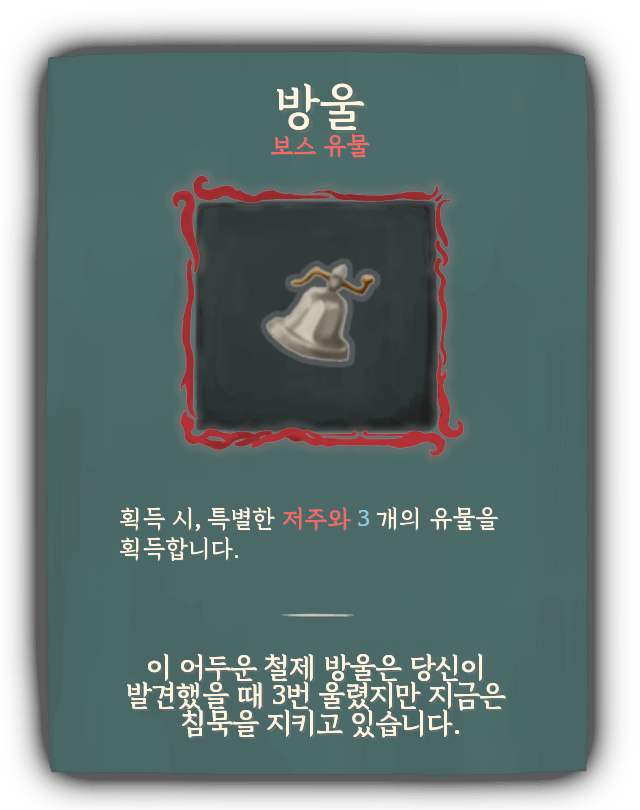 방울
보스 유물
획득 시, 특별한 저주와 3 개의 유물을
획득합니다.
이 어두운 철제 방울은 당신이
발견했을 때 3번 울렸지만 지금은
침묵을 지키고 있습니다.